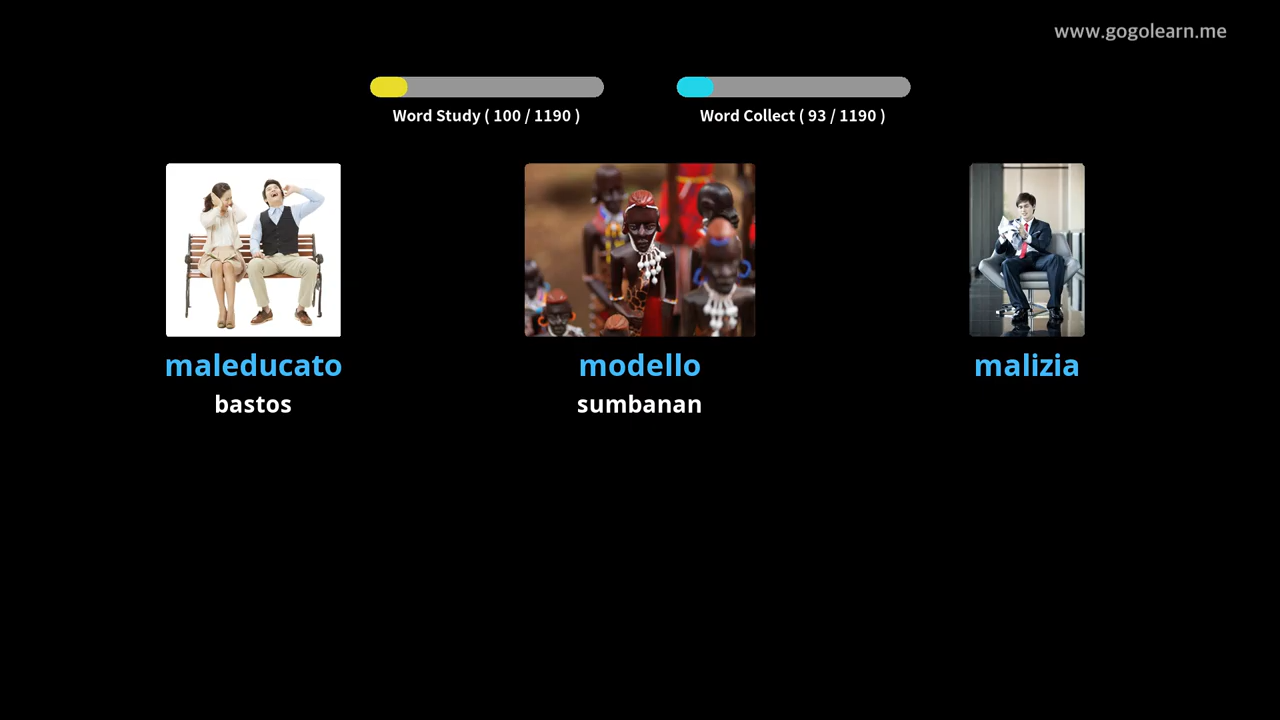 www.gogolearn.me
Word Study ( 100 / 1190 )
Word Collect ( 93 / 1190 )
maleducato
bastos
modello
sumbanan
malizia